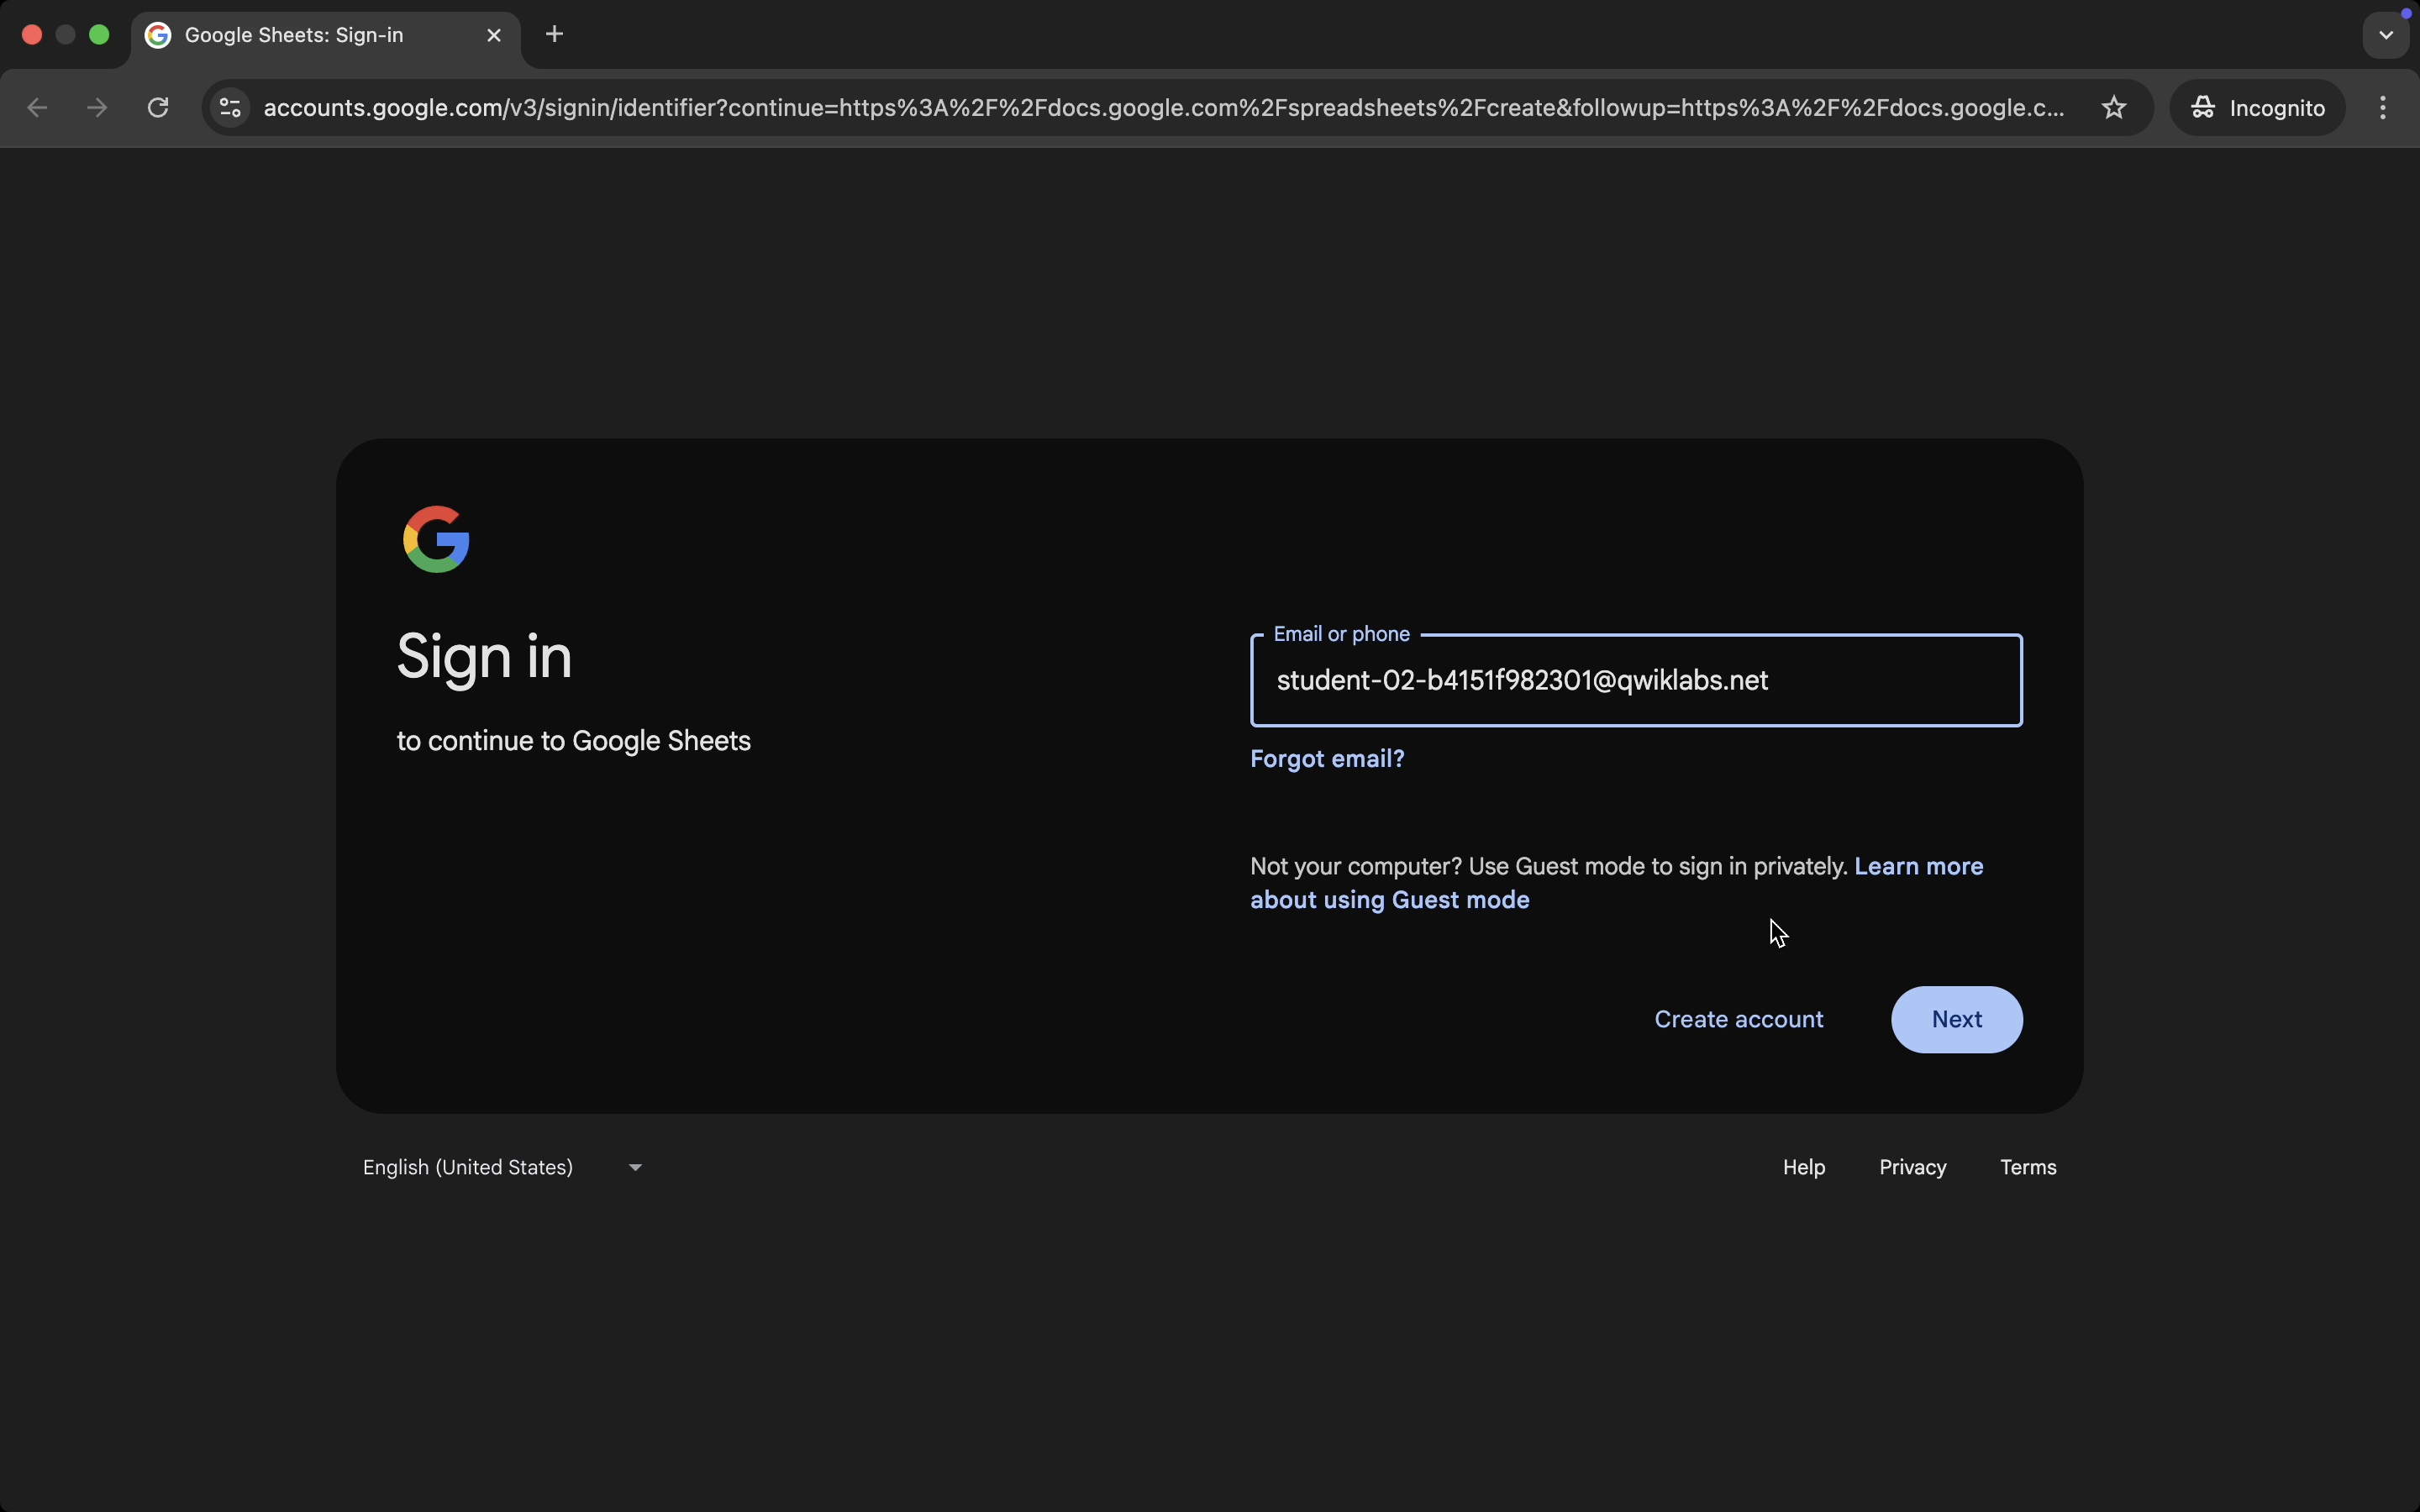 Google Sheets: Sign-in
accounts.google.com/v3/signin/identifier?continue=https%3A%2F%2Fdocs.google.com%2Fspreadsheets%2Fcreate&followup=https%3A%2F%2Fdocs.google.c...
Incognito
Sign in
to continue to Google Sheets
Email or phone
student-02-b4151f982301@qwiklabs.net
Forgot email?
Not your computer? Use Guest mode to sign in privately. Learn more
about using Guest mode
Create account
Next
English (United States)
Help
Privacy
Terms